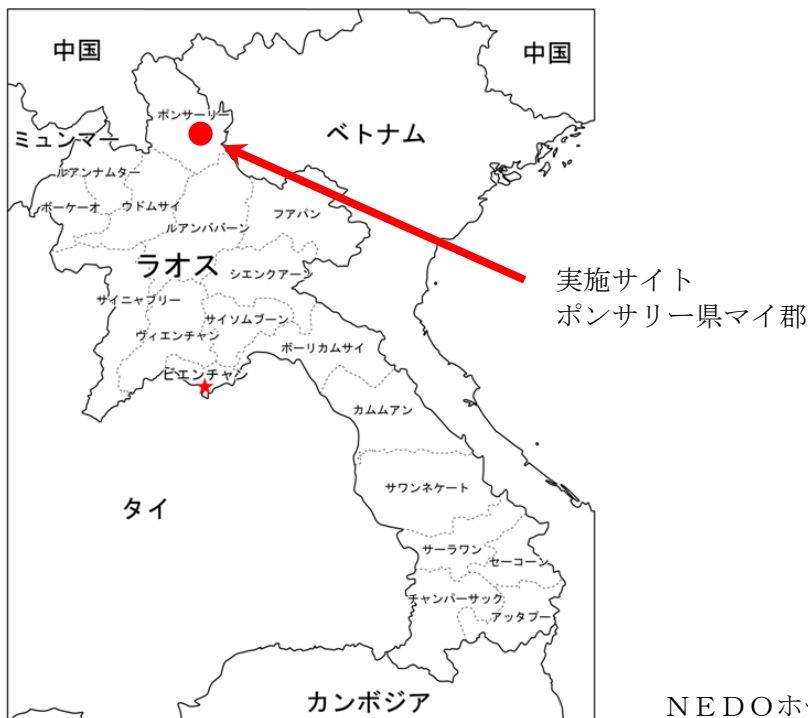 中国
中国
ポンサーリー
ミュンマー
ベトナム
ルアンナムター
ボーケーオ
ウドムサイ
ルアンパバーン
フアパン
ラオス
シエンクアーン
サイニャブリー
サイソムブーン
ヴィエンチャン
ボーリカムサイ
ビエンチャン
カムムアン
実施サイト
ポンサリー県マイ郡
サワンネケート
タイ
サーラワン
セーコーン
チャンパーサック
アッタプー
カンボジア
ＮＥＤＯホ